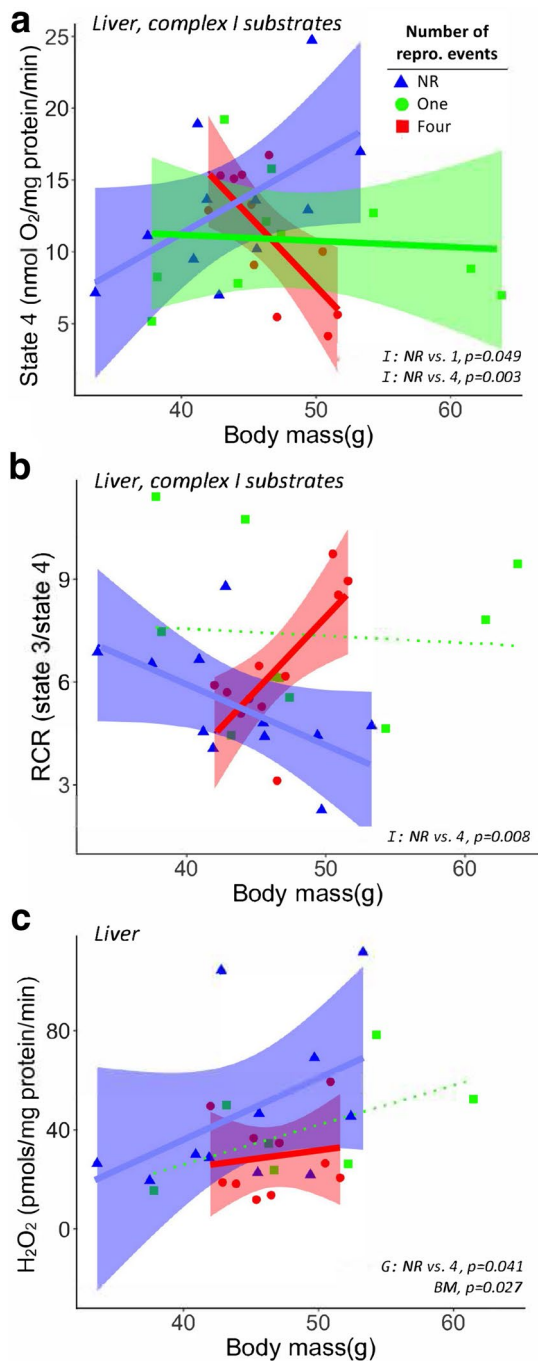 a
Liver, complex I substrates
Number of
repro. events
NR
One
Four
25
20
15
10
5
State 4 (nmol O₂/mg protein/min)
I: NR vs. 1, p=0.049
I: NR vs. 4, p=0.003
40
50
60
Body mass(g)
b
Liver, complex I substrates
9
6
3
RCR (state 3/state 4)
I: NR vs. 4, p=0.008
40
50
60
Body mass(g)
c
Liver
80
40
0
H₂O₂ (pmols/mg protein/min)
G: NR vs. 4, p=0.041
BM, p=0.027
40
50
60
Body mass(g)